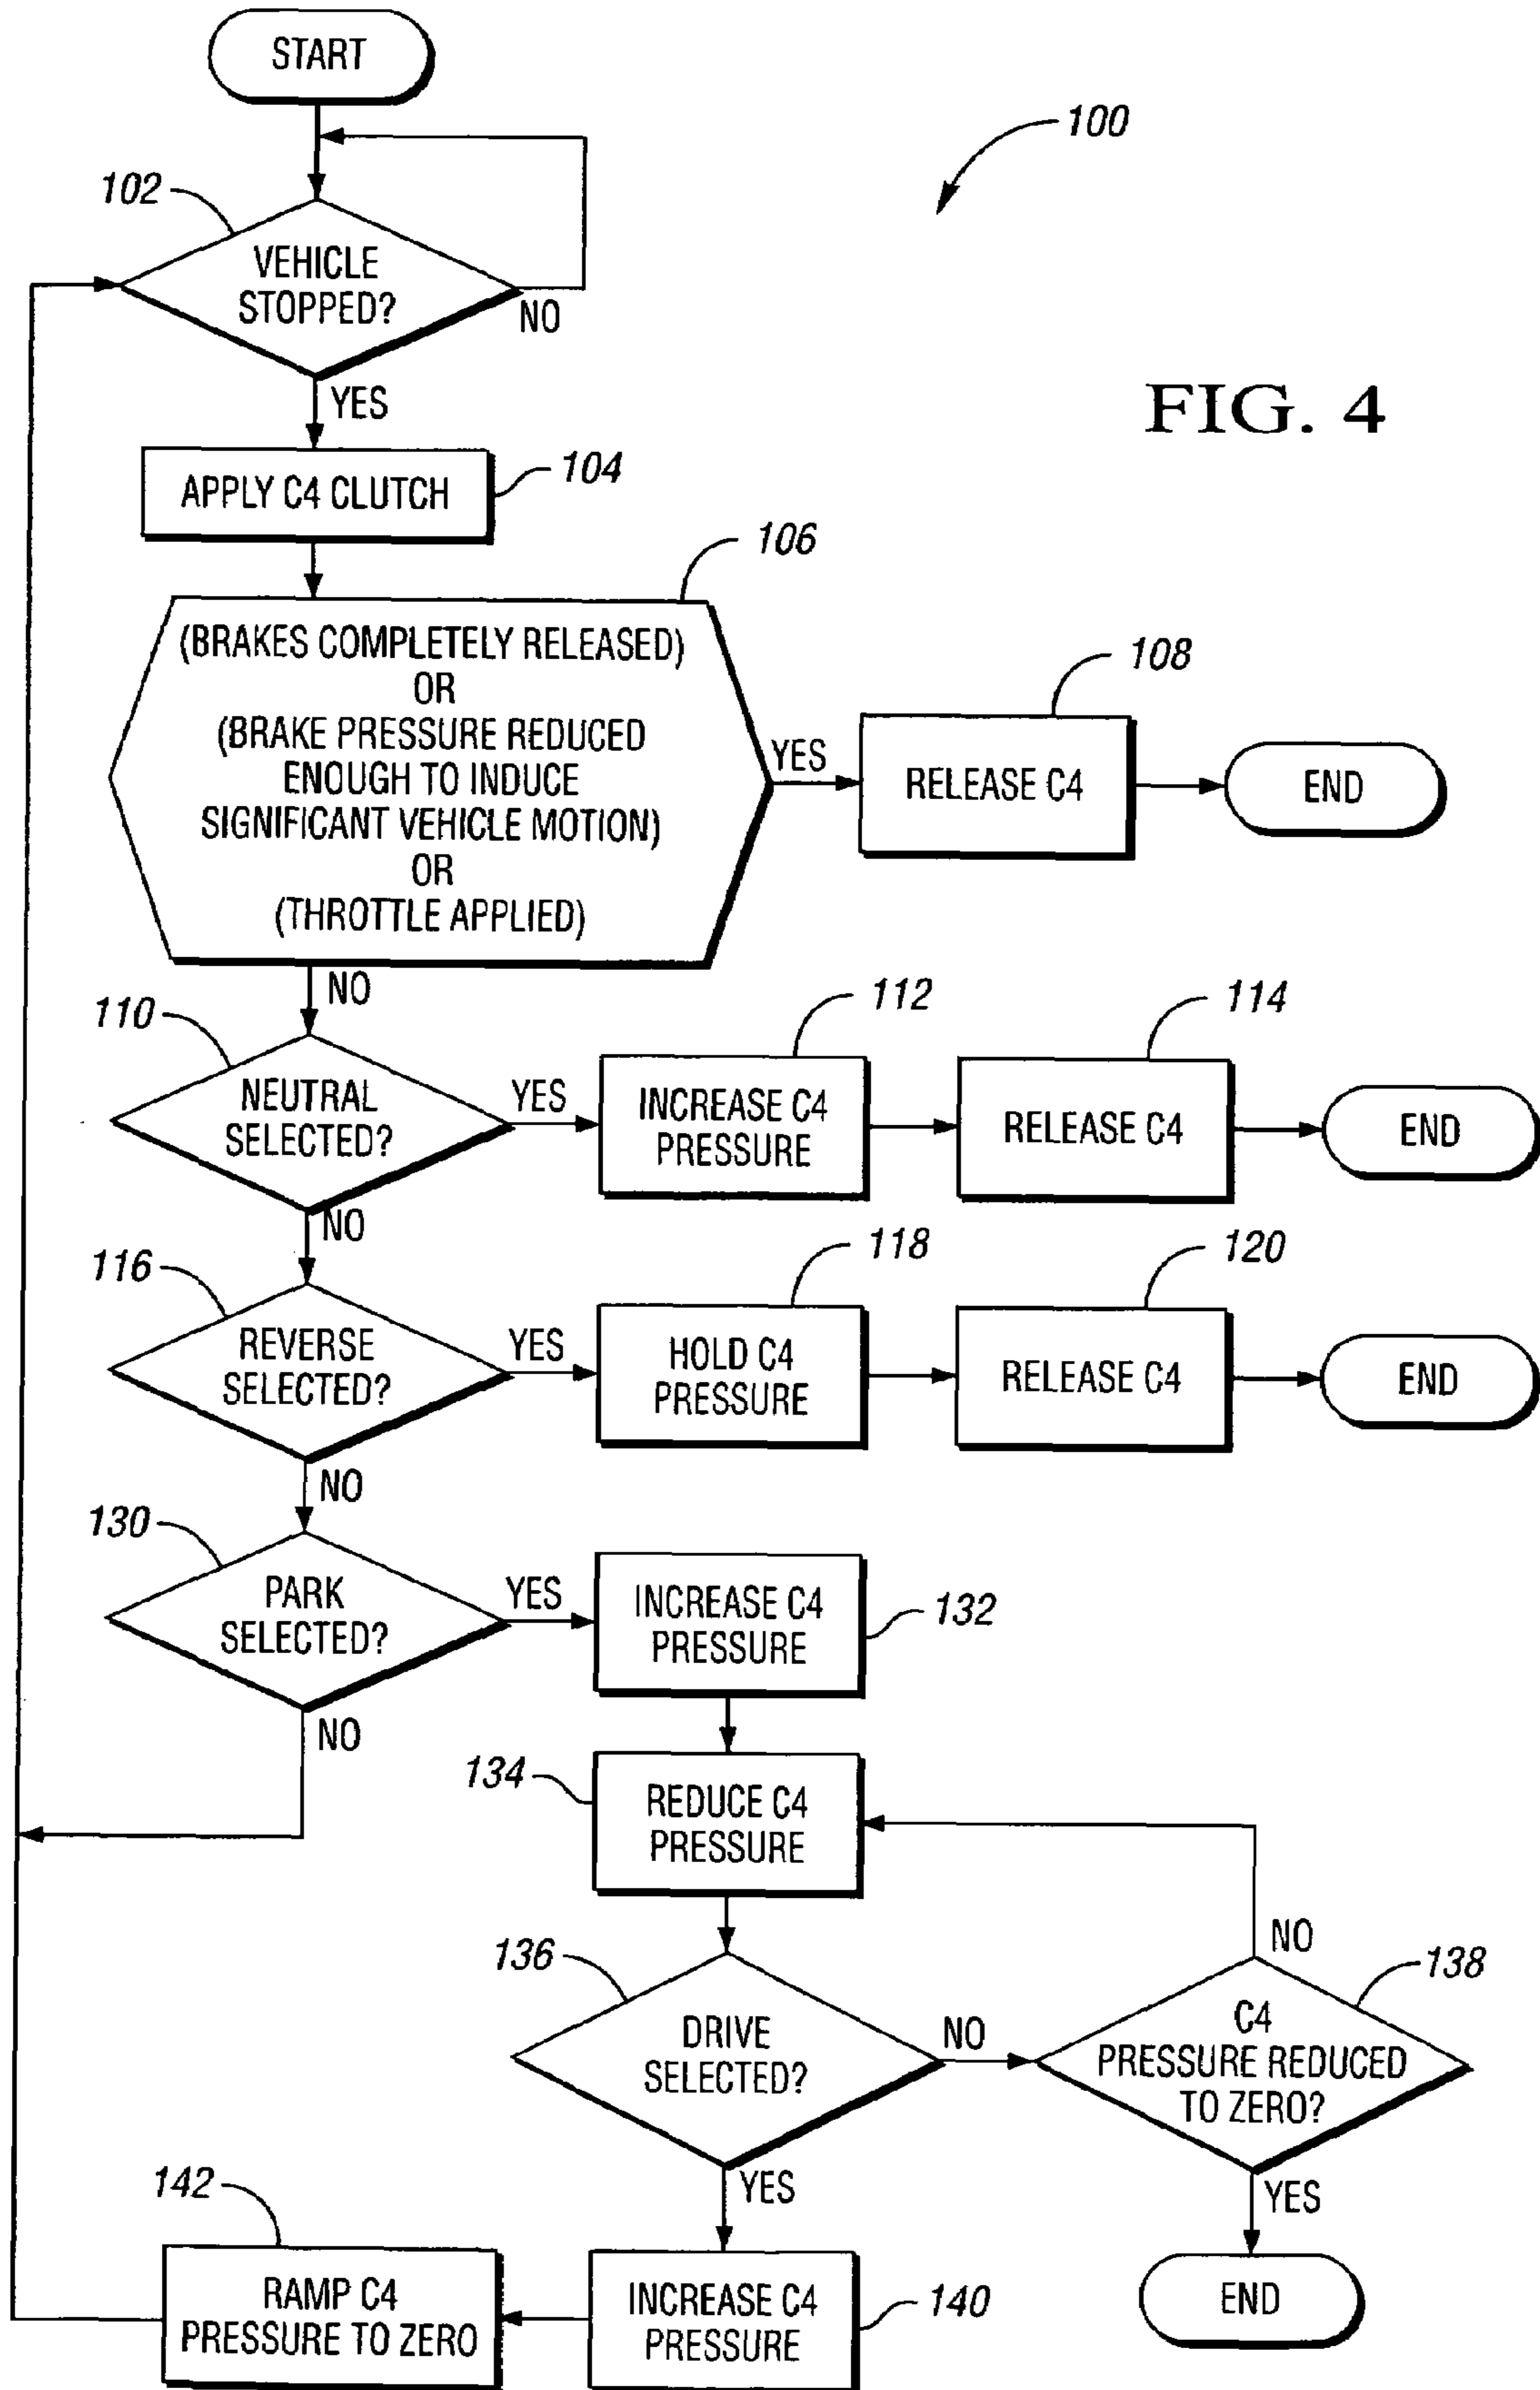 START
100
102
VEHICLE
STOPPED?
NO
YES
FIG. 4
APPLY C4 CLUTCH
104
106
(BRAKES COMPLETELY RELEASED)
OR
(BRAKE PRESSURE REDUCED
ENOUGH TO INDUCE
SIGNIFICANT VEHICLE MOTION)
OR
(THROTTLE APPLIED)
YES
108
RELEASE C4
END
NO
110
NEUTRAL
SELECTED?
YES
112
INCREASE C4
PRESSURE
114
RELEASE C4
END
NO
116
REVERSE
SELECTED?
YES
118
HOLD C4
PRESSURE
120
RELEASE C4
END
NO
130
PARK
SELECTED?
YES
INCREASE C4
PRESSURE
132
NO
134
REDUCE C4
PRESSURE
136
DRIVE
SELECTED?
NO
NO
138
C4
PRESSURE REDUCED
TO ZERO?
YES
YES
142
RAMP C4
PRESSURE TO ZERO
INCREASE C4
PRESSURE
140
END